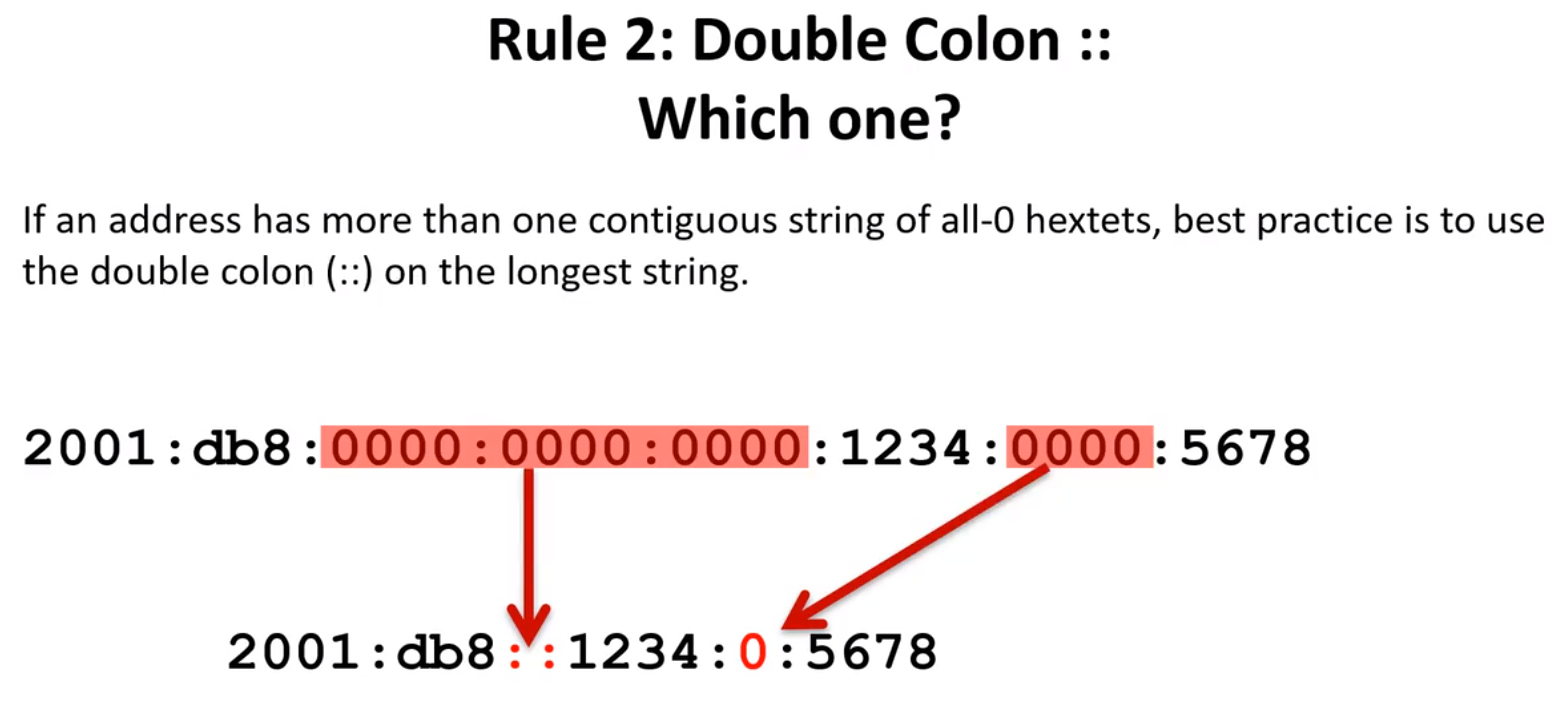 Rule 2: Double Colon ::
Which one?
If an address has more than one contiguous string of all-0 hextets, best practice is to use
the double colon (::) on the longest string.
2001:db8:0000:0000:0000:1234:0000:5678
2001:db8::1234:0:5678